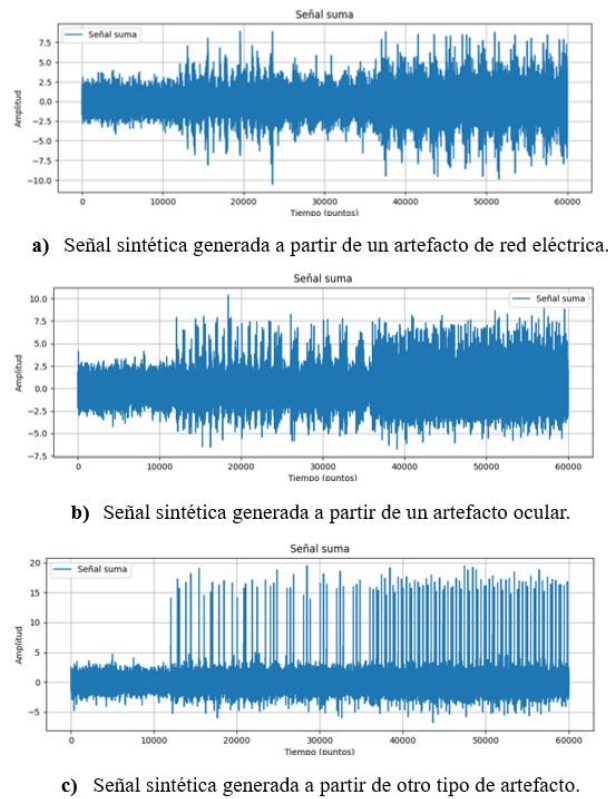 Señal suma
Señal suma
7.5
5.0
2.5
0.0
−2.5
−5.0
−7.5
−10.0
Amplitud
0 10000 20000 30000 40000 50000 60000
Tiempo (puntos)
a) Señal sintética generada a partir de un artefacto de red eléctrica.
Señal suma
Señal suma
10.0
7.5
5.0
2.5
0.0
−2.5
−5.0
−7.5
Amplitud
0 10000 20000 30000 40000 50000 60000
Tiempo (puntos)
b) Señal sintética generada a partir de un artefacto ocular.
Señal suma
Señal suma
20
15
10
5
0
−5
Amplitud
0 10000 20000 30000 40000 50000 60000
Tiempo (puntos)
c) Señal sintética generada a partir de otro tipo de artefacto.